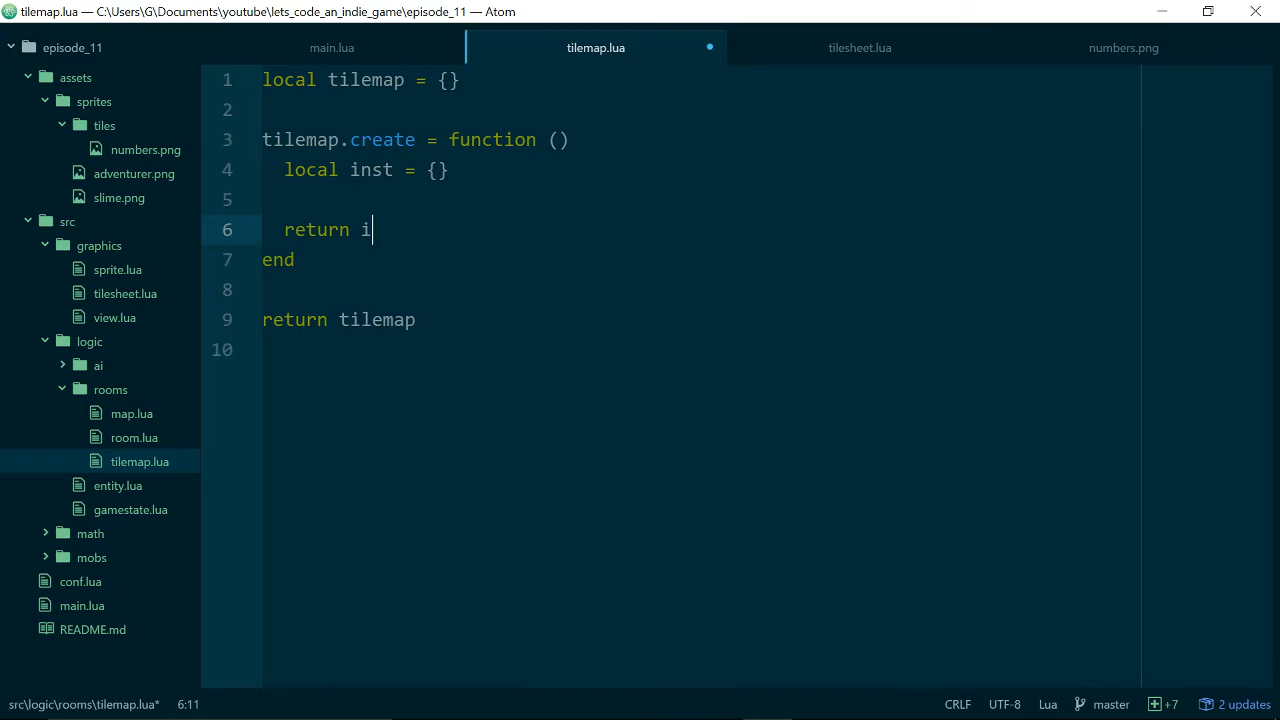 tilemap.lua — C:\Users\G\Documents\youtube\lets_code_an_indie_game\episode_11 — Atom
episode_11
main.lua
tilemap.lua
tilesheet.lua
numbers.png
assets
sprites
tiles
numbers.png
adventurer.png
slime.png
src
graphics
sprite.lua
tilesheet.lua
view.lua
logic
ai
rooms
map.lua
room.lua
tilemap.lua
entity.lua
gamestate.lua
math
mobs
conf.lua
main.lua
README.md
1 local tilemap = {}
2
3 tilemap.create = function ()
4 local inst = {}
5
6 return i
7 end
8
9 return tilemap
10
src\logic\rooms\tilemap.lua* 6:11
CRLF UTF-8 Lua master +7 2 updates